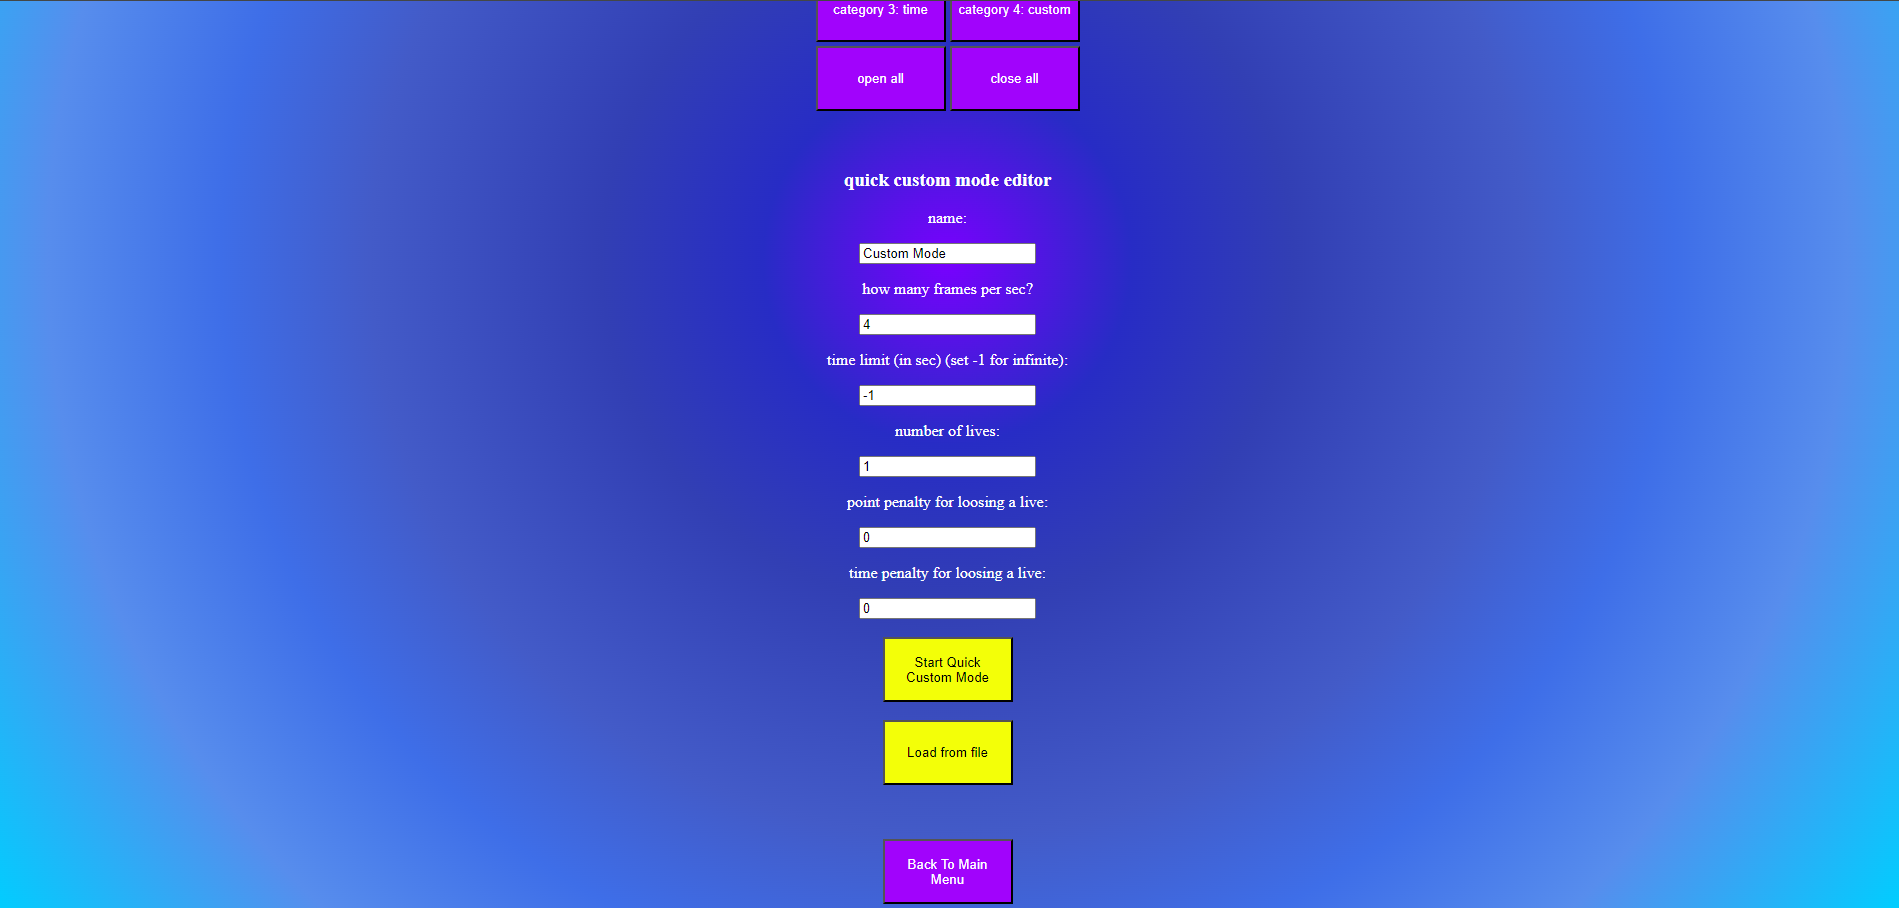 category 3: time
category 4: custom
open all
close all
quick custom mode editor
name:
Custom Mode
how many frames per sec?
4
time limit (in sec) (set -1 for infinite):
-1
number of lives:
1
point penalty for loosing a live:
0
time penalty for loosing a live:
0
Start Quick
Custom Mode
Load from file
Back To Main
Menu